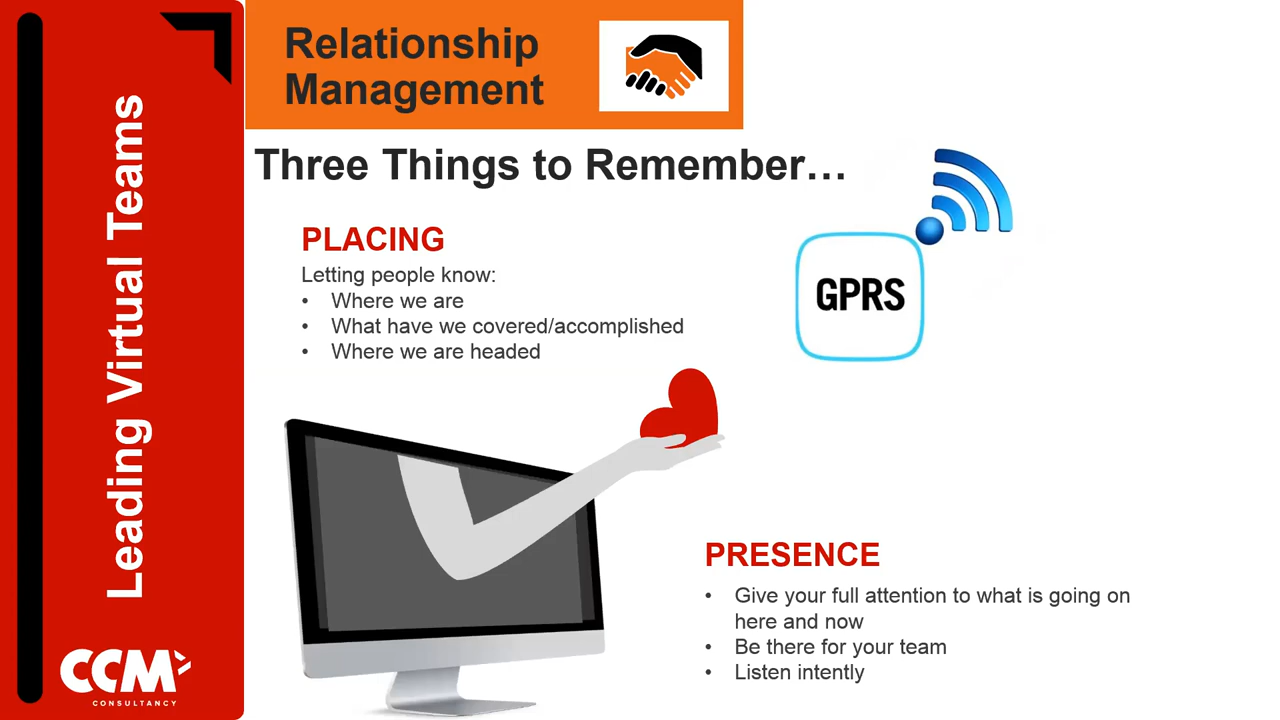 Leading Virtual Teams
CCM
CONSULTANCY
Relationship
Management
Three Things to Remember…
PLACING
Letting people know:
• Where we are
• What have we covered/accomplished
• Where we are headed
GPRS
PRESENCE
• Give your full attention to what is going on
here and now
• Be there for your team
• Listen intently